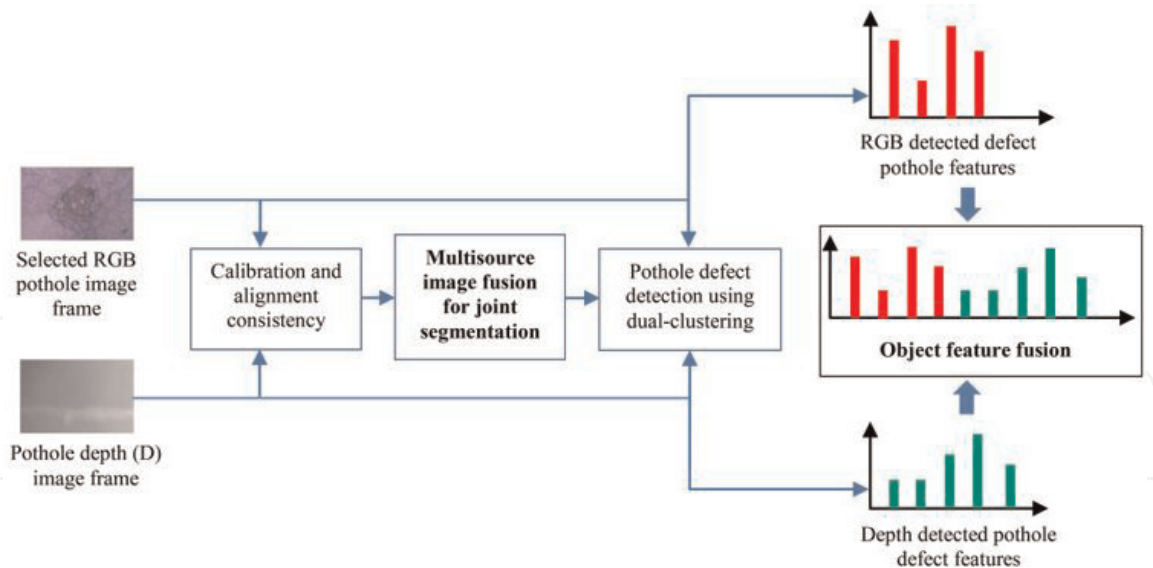 RGB detected defect
pothole features
Selected RGB
pothole image
frame
Calibration and
alignment
consistency
Multisource
image fusion
for joint
segmentation
Pothole defect
detection using
dual-clustering
Object feature fusion
Pothole depth (D)
image frame
Depth detected pothole
defect features